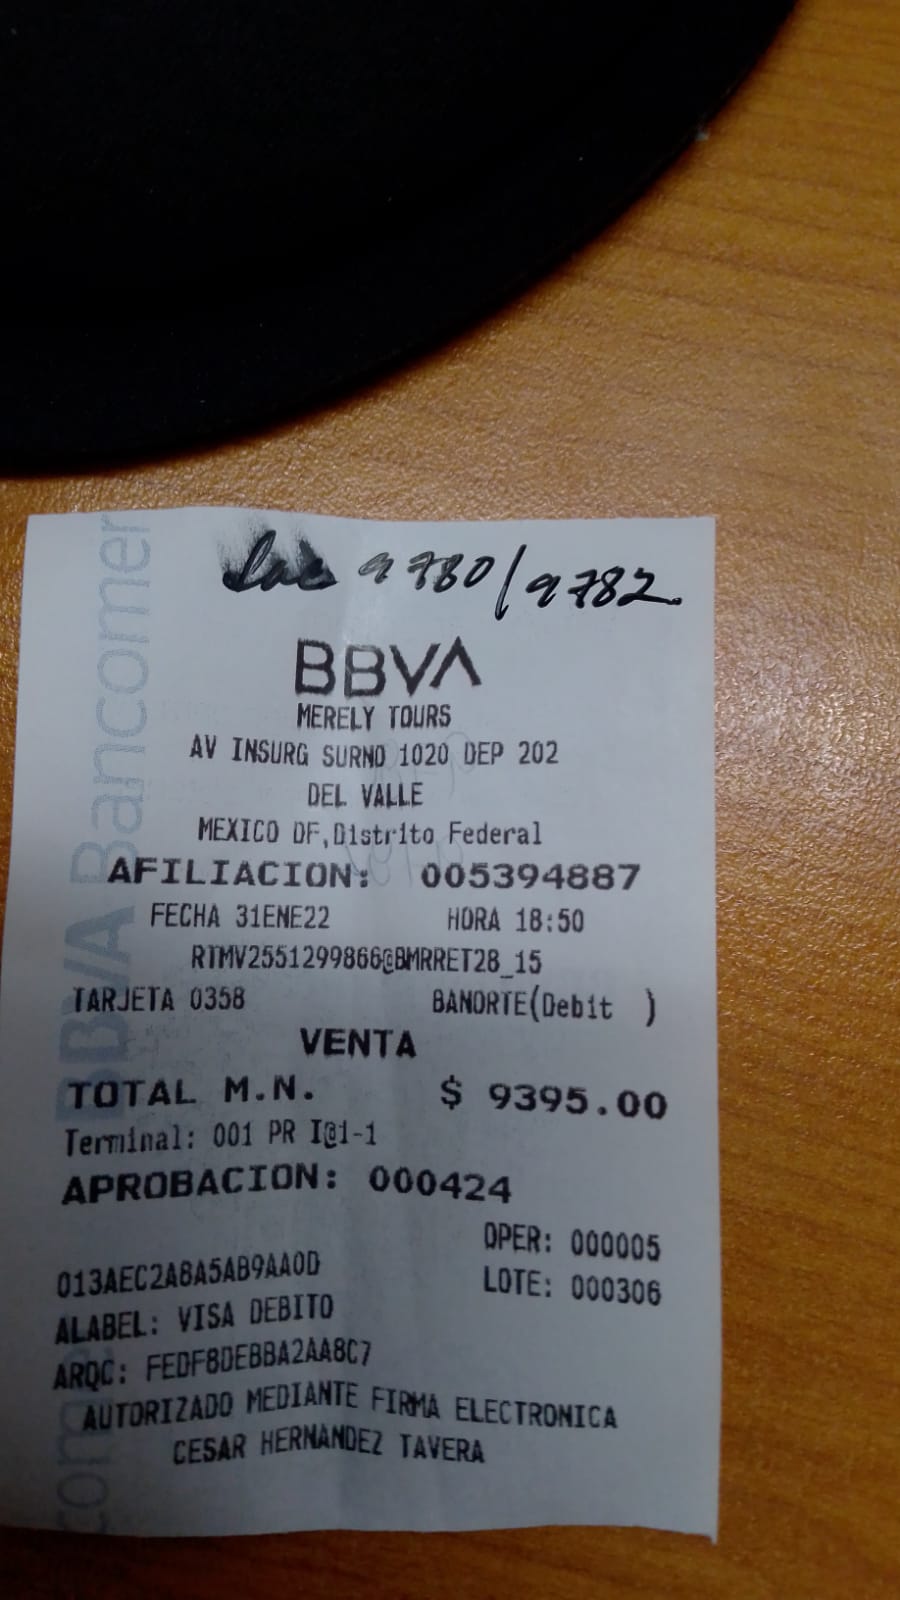 9780/9782
BBVA
MERELY TOURS
AV INSURG SURNO 1020 DEP 202
DEL VALLE
MEXICO DF,Distrito Federal
AFILIACION: 005394887
FECHA 31ENE22 HORA 18:50
RTMV2551299866@BMRRET28_15
TARJETA 0358 BANORTE(Debit )
VENTA
TOTAL M.N. $ 9395.00
Terminal: 001 PR I@1-1
APROBACION: 000424
OPER: 000005
013AEC2A8A5AB9AA0D
LOTE: 000306
ALABEL: VISA DEBITO
ARQC: FEDF8DEBBA2AA8C7
AUTORIZADO MEDIANTE FIRMA ELECTRONICA
CESAR HERNANDEZ TAVERA
BBVA Bancomer